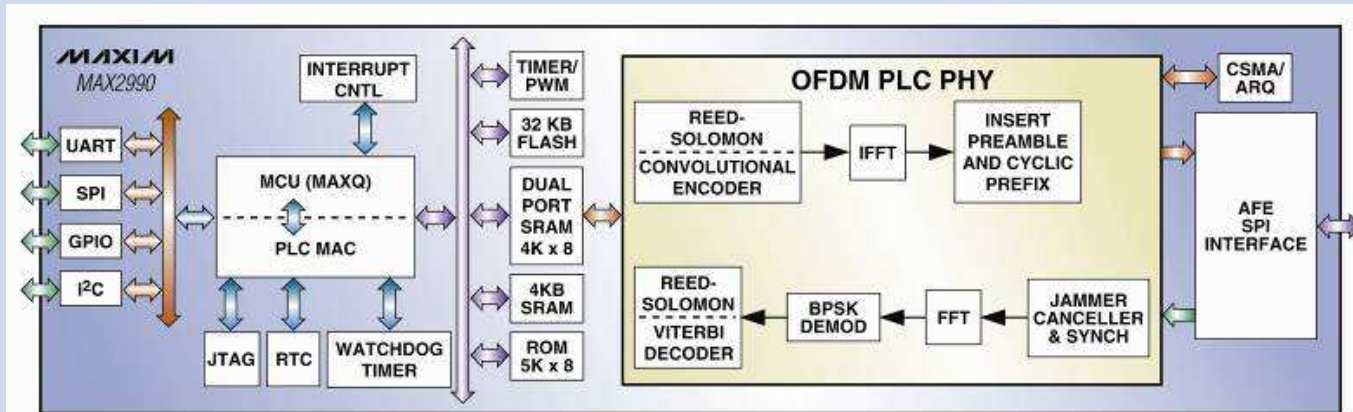 MAXIM
MAX2990
UART
SPI
GPIO
I²C
INTERRUPT
CNTL
MCU (MAXQ)
PLC MAC
JTAG
RTC
WATCHDOG
TIMER
TIMER/
PWM
32 KB
FLASH
DUAL
PORT
SRAM
4K x 8
4KB
SRAM
ROM
5K x 8
OFDM PLC PHY
REED-
SOLOMON
CONVOLUTIONAL
ENCODER
IFFT
INSERT
PREAMBLE
AND CYCLIC
PREFIX
REED-
SOLOMON
VITERBI
DECODER
BPSK
DEMOD
FFT
JAMMER
CANCELLER
& SYNCH
CSMA/
ARQ
AFE
SPI
INTERFACE